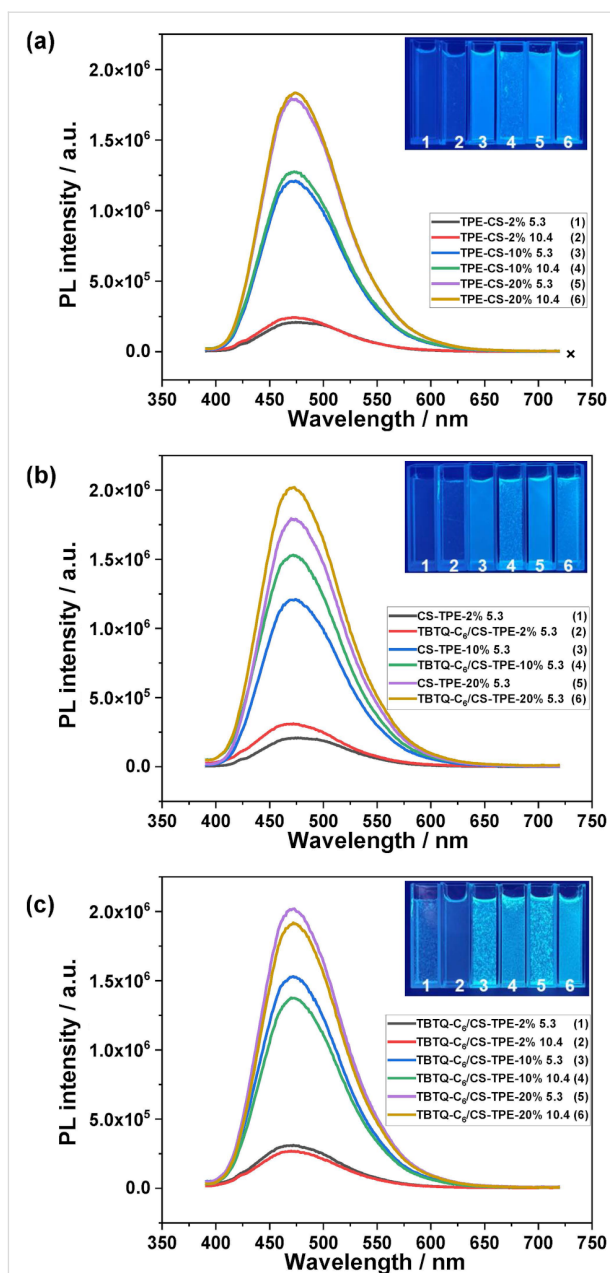 (a)
PL intensity / a.u.
2.0×10⁶
1.5×10⁶
1.0×10⁶
5.0×10⁵
0.0
1 2 3 4 5 6
TPE-CS-2% 5.3 (1)
TPE-CS-2% 10.4 (2)
TPE-CS-10% 5.3 (3)
TPE-CS-10% 10.4 (4)
TPE-CS-20% 5.3 (5)
TPE-CS-20% 10.4 (6)
×
350 400 450 500 550 600 650 700 750
Wavelength / nm
(b)
PL intensity / a.u.
2.0×10⁶
1.5×10⁶
1.0×10⁶
5.0×10⁵
0.0
1 2 3 4 5 6
CS-TPE-2% 5.3 (1)
TBTQ-C₆/CS-TPE-2% 5.3 (2)
CS-TPE-10% 5.3 (3)
TBTQ-C₆/CS-TPE-10% 5.3 (4)
CS-TPE-20% 5.3 (5)
TBTQ-C₆/CS-TPE-20% 5.3 (6)
350 400 450 500 550 600 650 700 750
Wavelength / nm
(c)
PL intensity / a.u.
2.0×10⁶
1.5×10⁶
1.0×10⁶
5.0×10⁵
0.0
1 2 3 4 5 6
TBTQ-C₆/CS-TPE-2% 5.3 (1)
TBTQ-C₆/CS-TPE-2% 10.4 (2)
TBTQ-C₆/CS-TPE-10% 5.3 (3)
TBTQ-C₆/CS-TPE-10% 10.4 (4)
TBTQ-C₆/CS-TPE-20% 5.3 (5)
TBTQ-C₆/CS-TPE-20% 10.4 (6)
350 400 450 500 550 600 650 700 750
Wavelength / nm